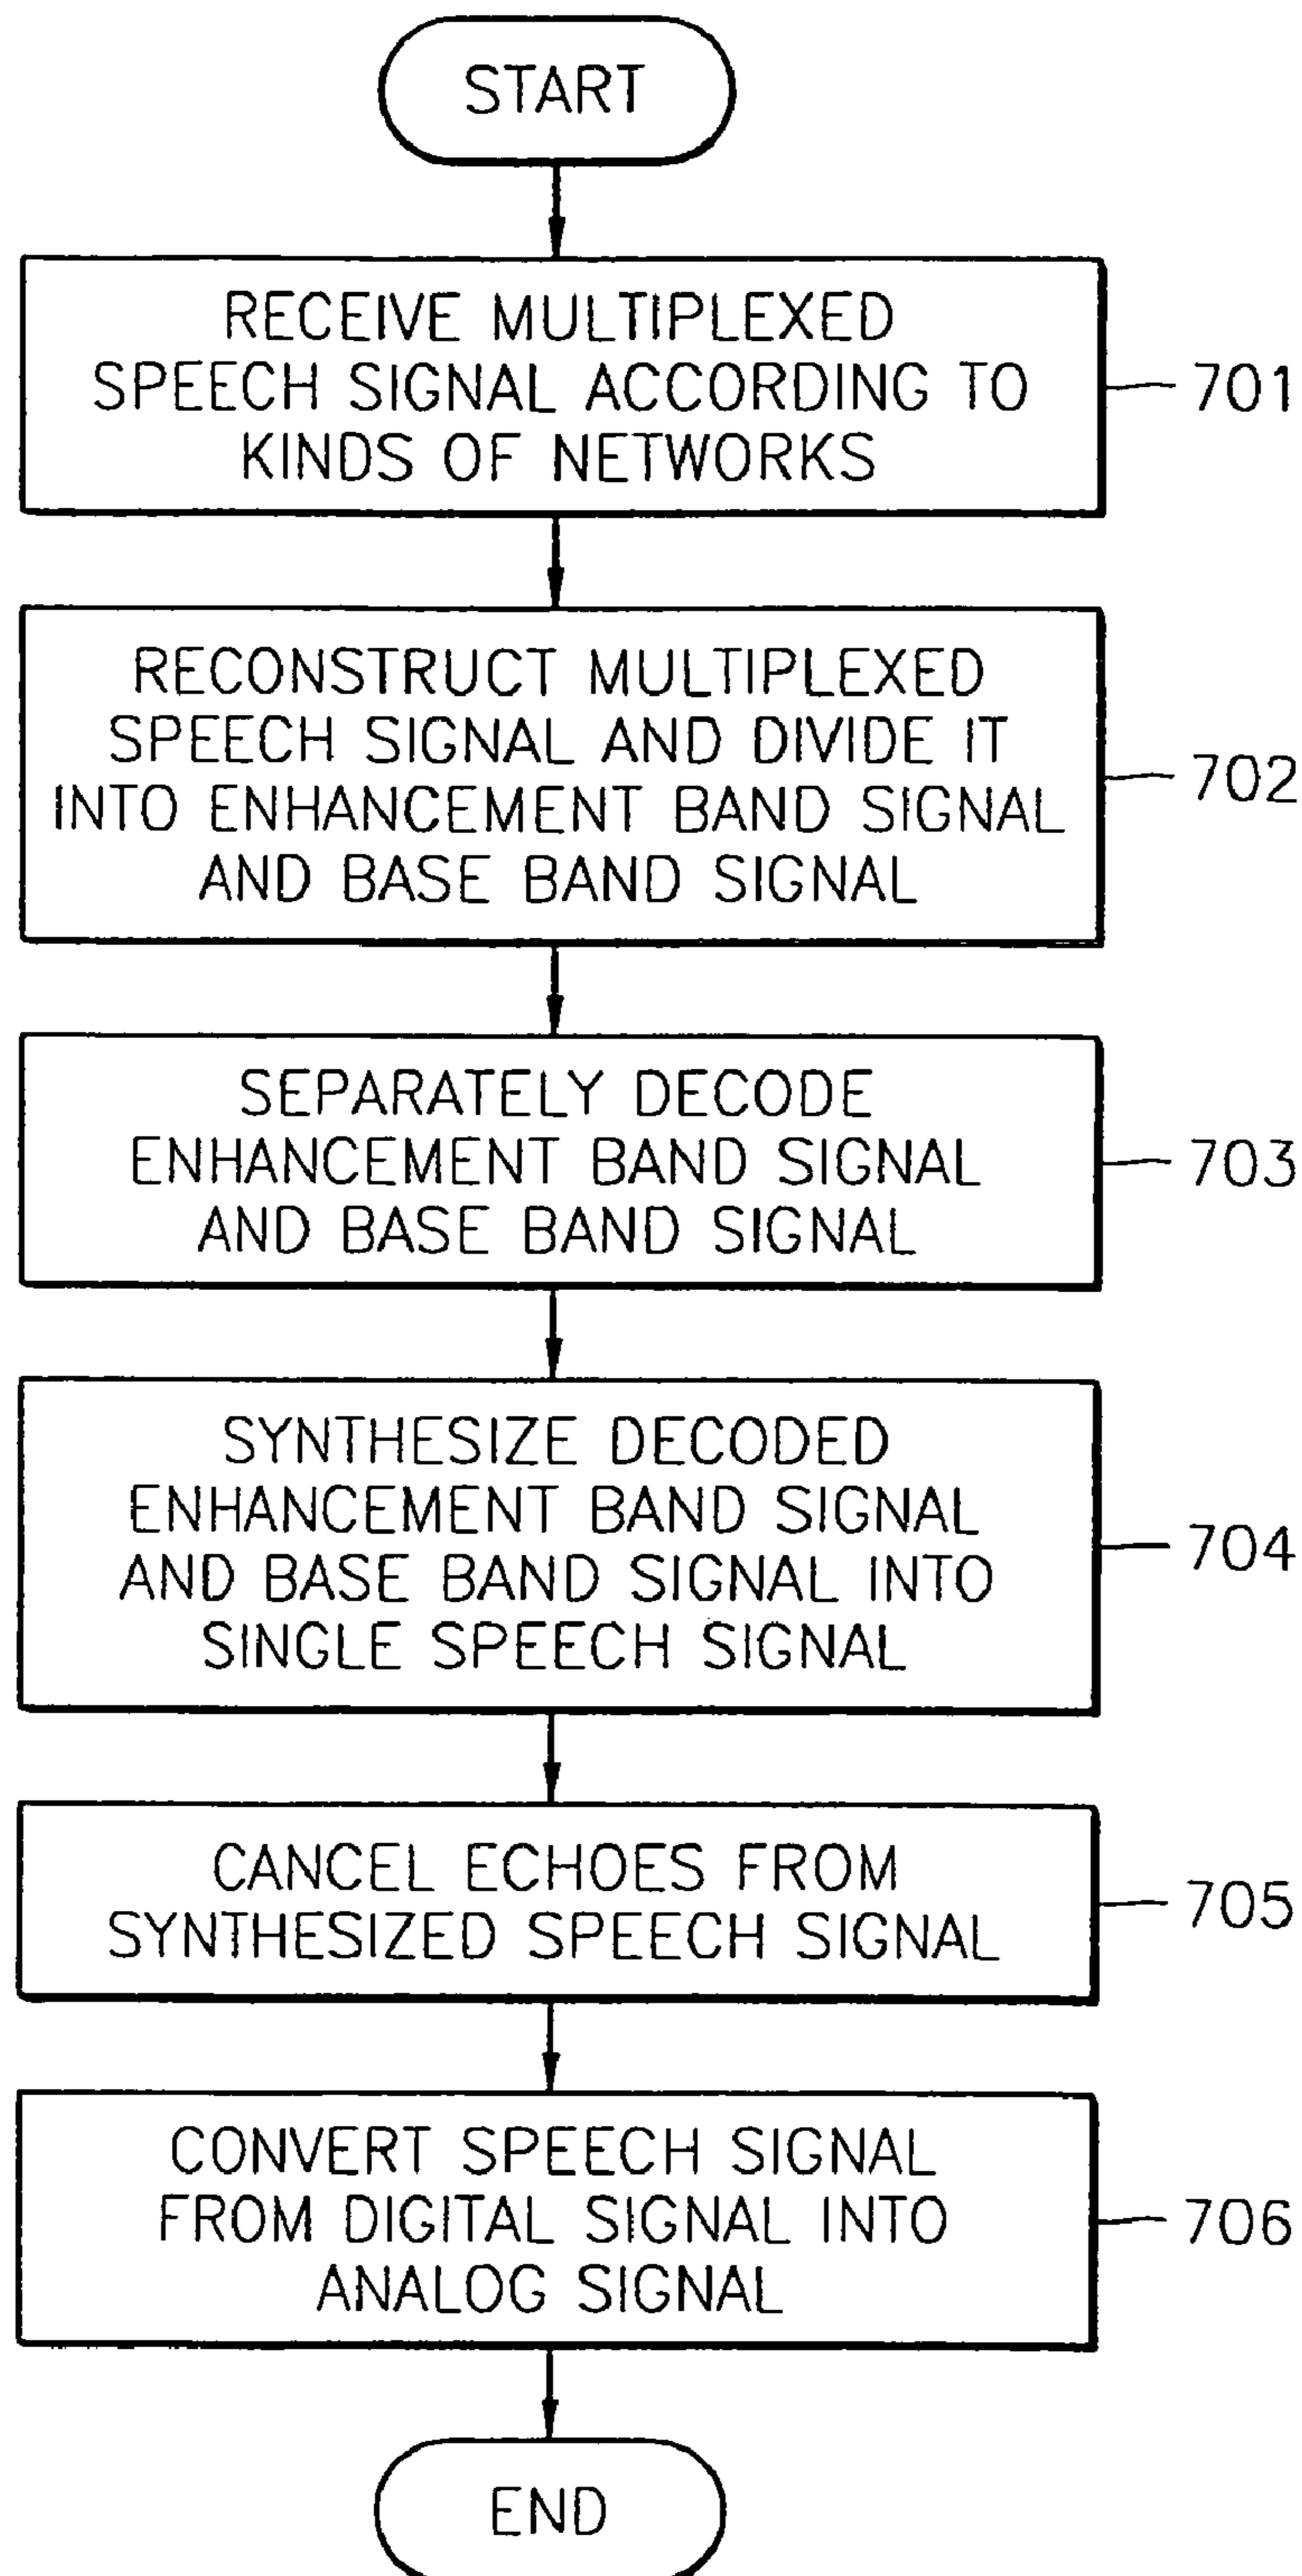 START
RECEIVE MULTIPLEXED
SPEECH SIGNAL ACCORDING TO
KINDS OF NETWORKS
701
RECONSTRUCT MULTIPLEXED
SPEECH SIGNAL AND DIVIDE IT
INTO ENHANCEMENT BAND SIGNAL
AND BASE BAND SIGNAL
702
SEPARATELY DECODE
ENHANCEMENT BAND SIGNAL
AND BASE BAND SIGNAL
703
SYNTHESIZE DECODED
ENHANCEMENT BAND SIGNAL
AND BASE BAND SIGNAL INTO
SINGLE SPEECH SIGNAL
704
CANCEL ECHOES FROM
SYNTHESIZED SPEECH SIGNAL
705
CONVERT SPEECH SIGNAL
FROM DIGITAL SIGNAL INTO
ANALOG SIGNAL
706
END